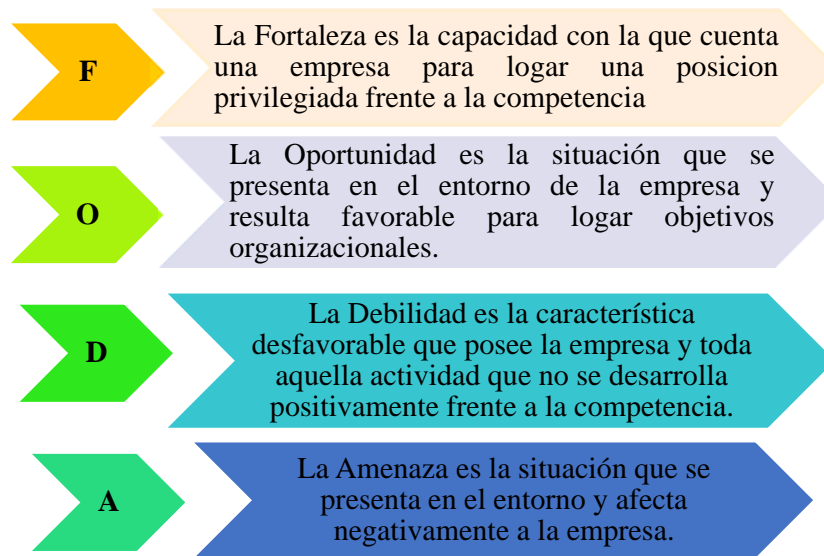 F
La Fortaleza es la capacidad con la que cuenta
una empresa para logar una posicion
privilegiada frente a la competencia
O
La Oportunidad es la situación que se
presenta en el entorno de la empresa y
resulta favorable para logar objetivos
organizacionales.
D
La Debilidad es la característica
desfavorable que posee la empresa y toda
aquella actividad que no se desarrolla
positivamente frente a la competencia.
A
La Amenaza es la situación que se
presenta en el entorno y afecta
negativamente a la empresa.